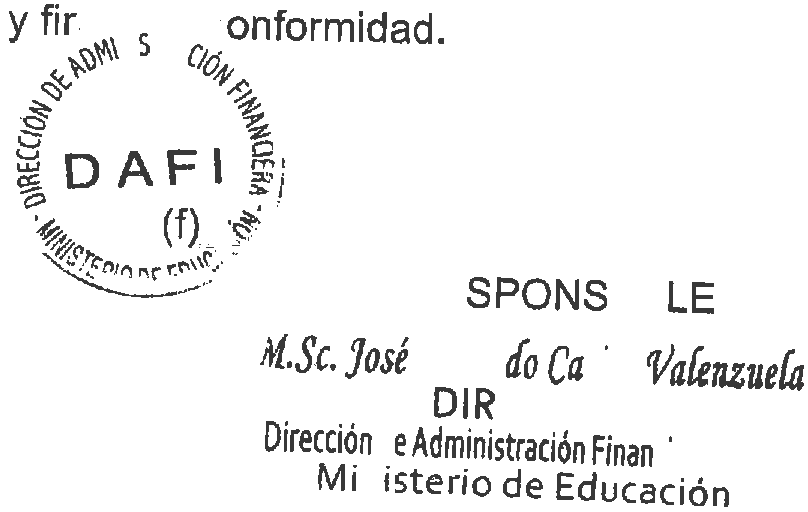 y fir onformidad.
DIRECCIÓN DE ADMI S CIÓN FINANCIERA -
DAFI
(f)
MINISTERIO DE EDUC
SPONS LE
M.Sc. José do Ca Valenzuela
DIR
Dirección e Administración Finan
Mi isterio de Educación